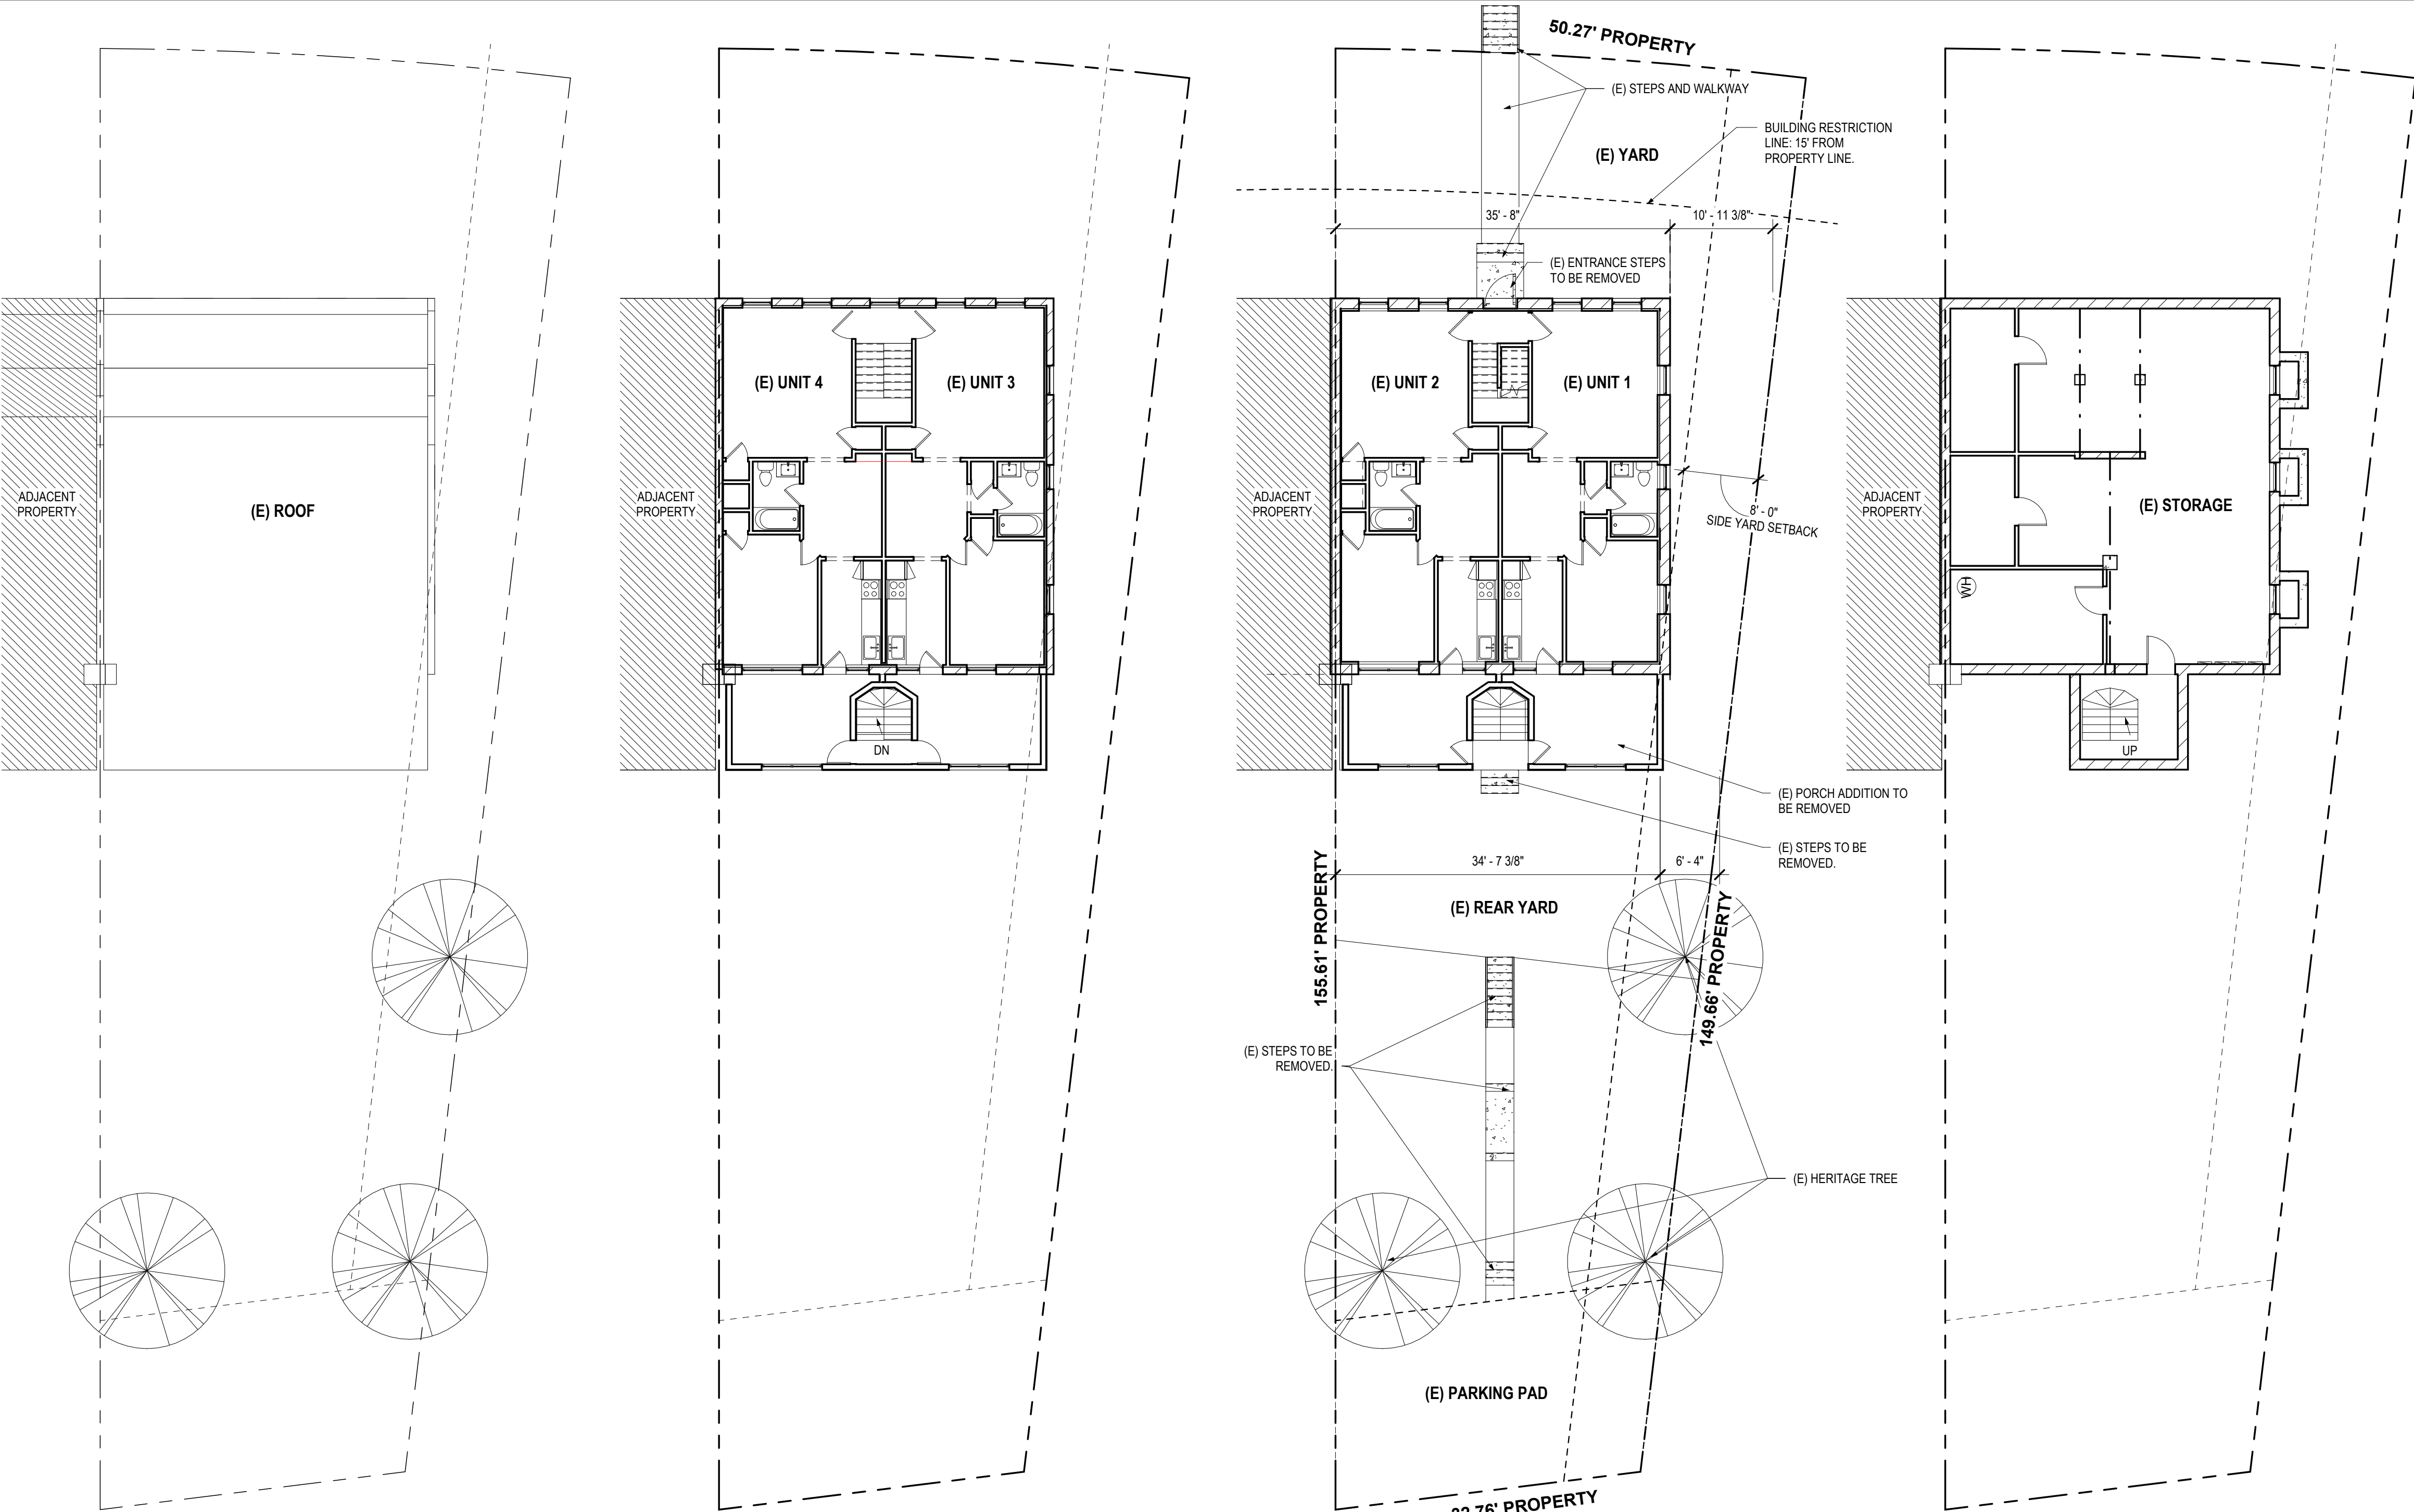 ADJACENT
PROPERTY
(E) ROOF
(E) UNIT 4
(E) UNIT 3
ADJACENT
PROPERTY
DN
50.27' PROPERTY
(E) STEPS AND WALKWAY
BUILDING RESTRICTION
LINE: 15' FROM
PROPERTY LINE.
(E) YARD
35' - 8"
10' - 11 3/8"
(E) ENTRANCE STEPS
TO BE REMOVED
(E) UNIT 2
(E) UNIT 1
ADJACENT
PROPERTY
8' - 0"
SIDE YARD SETBACK
(E) PORCH ADDITION TO
BE REMOVED
(E) STEPS TO BE
REMOVED.
34' - 7 3/8"
6' - 4"
155.61' PROPERTY
(E) REAR YARD
149.66' PROPERTY
(E) STEPS TO BE
REMOVED.
(E) HERITAGE TREE
(E) PARKING PAD
32.76' PROPERTY
ADJACENT
PROPERTY
(E) STORAGE
WH
UP